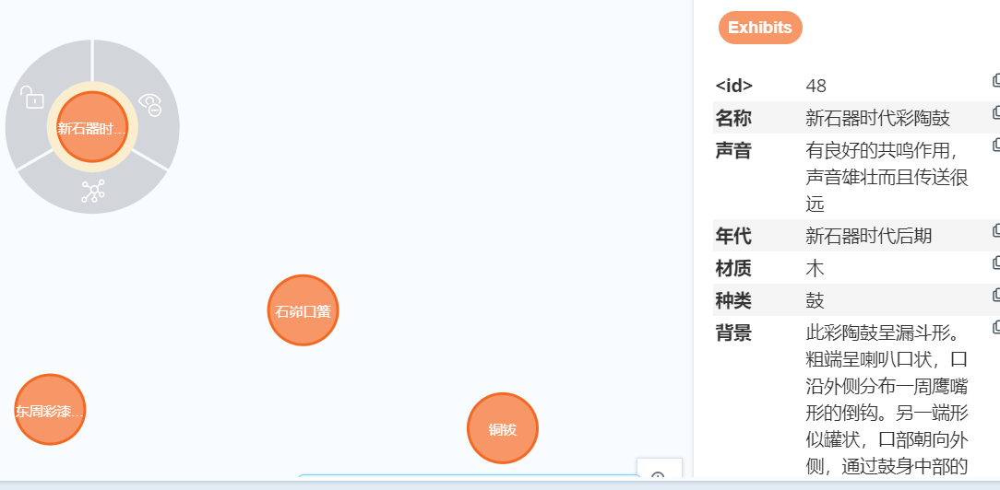 新石器时...
石峁口簧
东周彩漆...
铜钹
Exhibits
<id> 48
名称 新石器时代彩陶鼓
声音 有良好的共鸣作用，
声音雄壮而且传送很
远
年代 新石器时代后期
材质 木
种类 鼓
背景 此彩陶鼓呈漏斗形。
粗端呈喇叭口状，口
沿外侧分布一周鹰嘴
形的倒钩。另一端形
似罐状，口部朝向外
侧，通过鼓身中部的